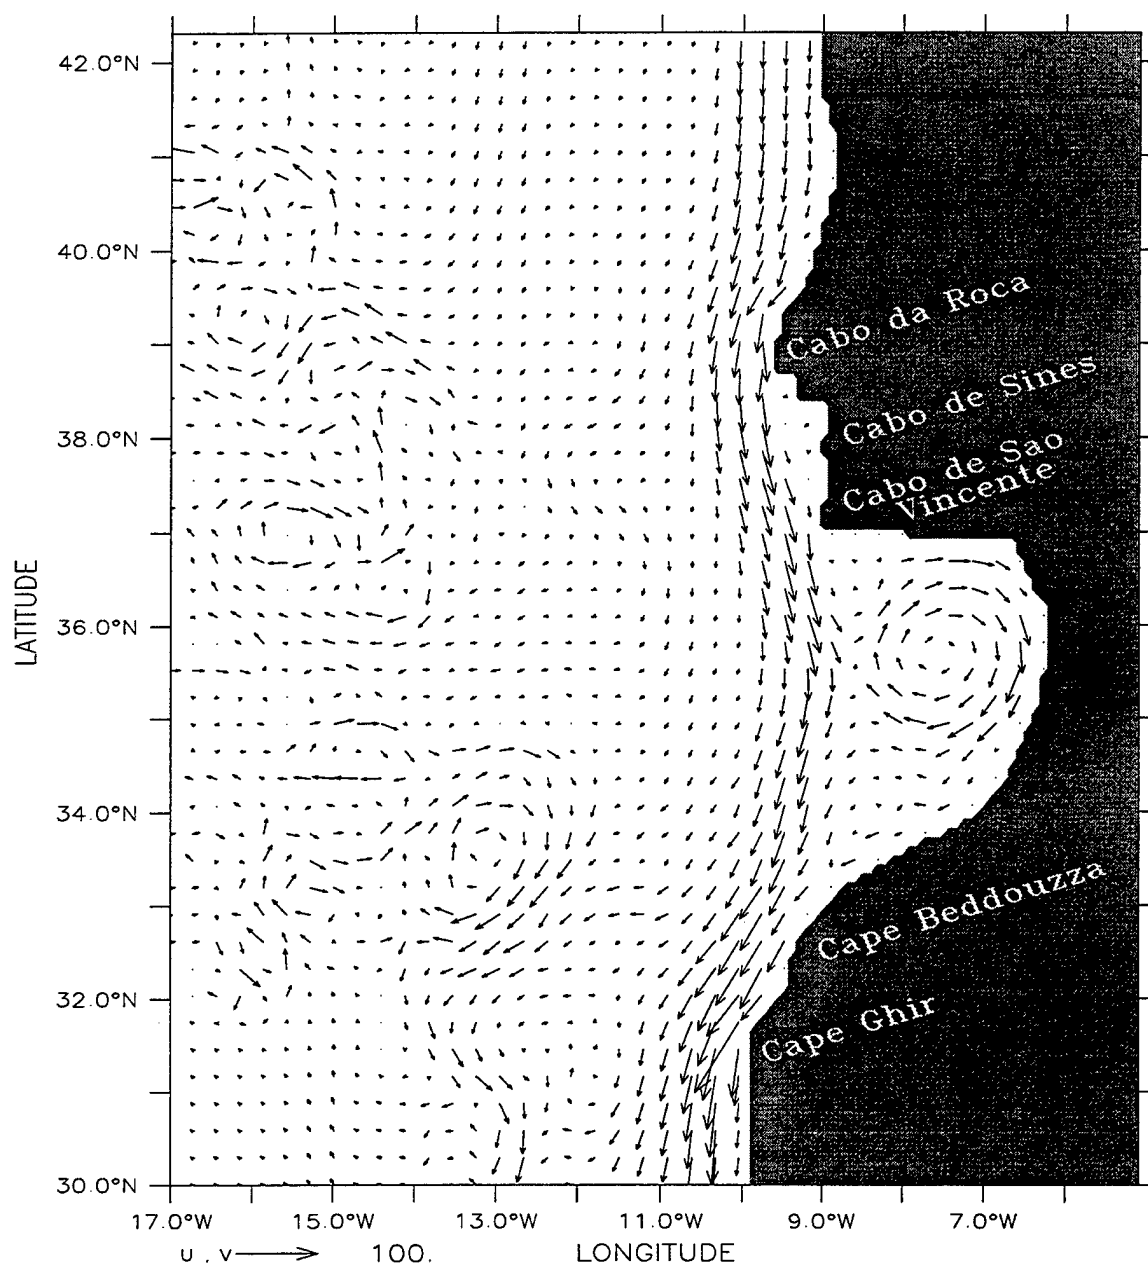 42.0°N
40.0°N
Cabo da Roca
Cabo de Sines
38.0°N
Cabo de Sao
Vincente
LATITUDE
36.0°N
34.0°N
Cape Beddouzza
32.0°N
Cape Ghir
30.0°N
17.0°W 15.0°W 13.0°W 11.0°W 9.0°W 7.0°W
u , v 100. LONGITUDE